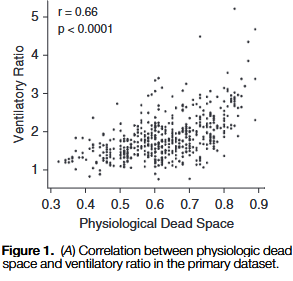 r = 0.66
p < 0.0001
5
4
3
2
1
Ventilatory Ratio
0.3 0.4 0.5 0.6 0.7 0.8 0.9
Physiological Dead Space
Figure 1. (A) Correlation between physiologic dead
space and ventilatory ratio in the primary dataset.